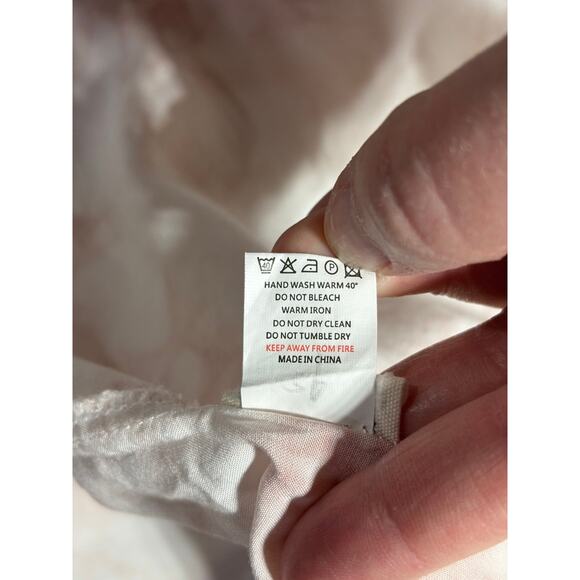 40 P
HAND WASH WARM 40°
DO NOT BLEACH
WARM IRON
DO NOT DRY CLEAN
DO NOT TUMBLE DRY
KEEP AWAY FROM FIRE
MADE IN CHINA